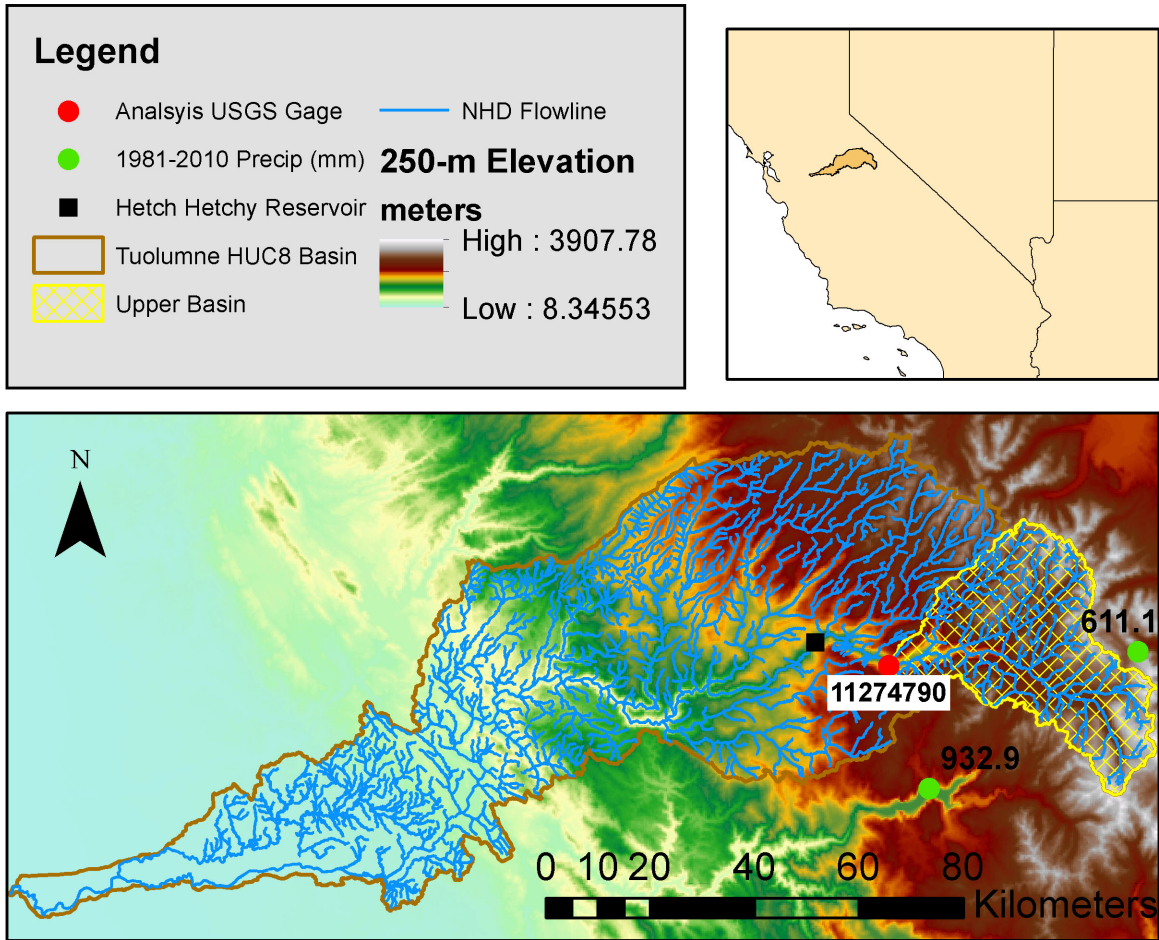 Legend
Analsyis USGS Gage
1981-2010 Precip (mm)
Hetch Hetchy Reservoir
Tuolumne HUC8 Basin
Upper Basin
NHD Flowline
250-m Elevation
meters
High : 3907.78
Low : 8.34553
N
611.1
11274790
932.9
0 10 20 40 60 80
Kilometers